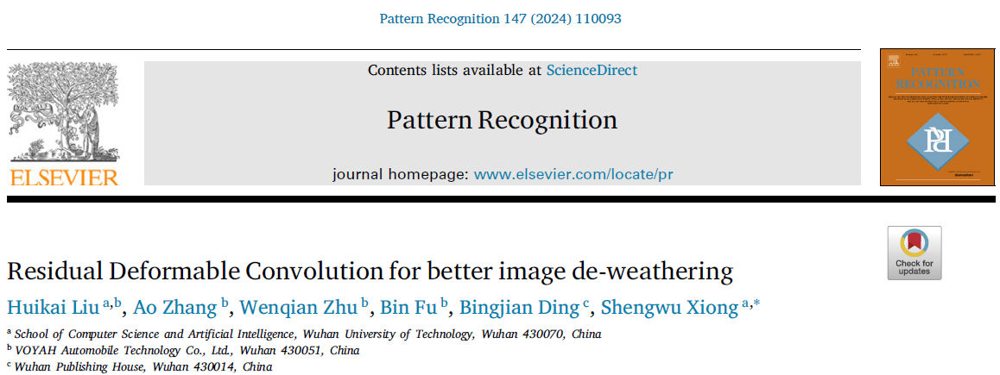 Pattern Recognition 147 (2024) 110093
Contents lists available at ScienceDirect
Pattern Recognition
journal homepage: www.elsevier.com/locate/pr
ELSEVIER
PATTERN
RECOGNITION
Check for
updates
Residual Deformable Convolution for better image de-weathering
Huikai Liu a,b, Ao Zhang b, Wenqian Zhu b, Bin Fu b, Bingjian Ding c, Shengwu Xiong a,*
a School of Computer Science and Artificial Intelligence, Wuhan University of Technology, Wuhan 430070, China
b VOYAH Automobile Technology Co., Ltd., Wuhan 430051, China
c Wuhan Publishing House, Wuhan 430014, China